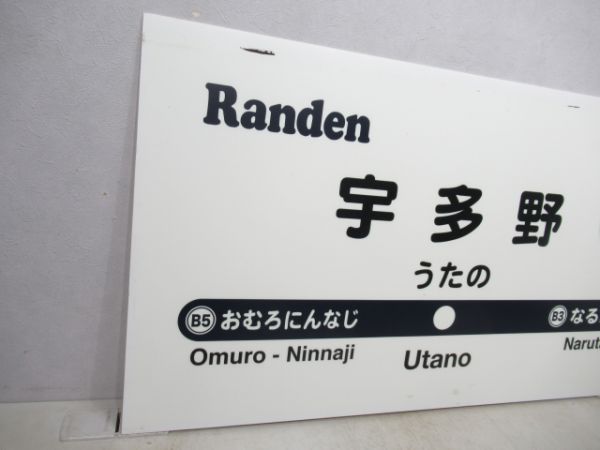 Randen
宇多野
うたの
B5 おむろにんなじ B3 なる
Omuro - Ninnaji Utano Naruta